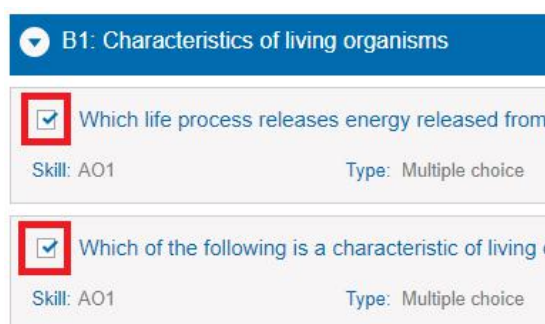 B1: Characteristics of living organisms
Which life process releases energy released from
Skill: AO1 Type: Multiple choice
Which of the following is a characteristic of living
Skill: AO1 Type: Multiple choice